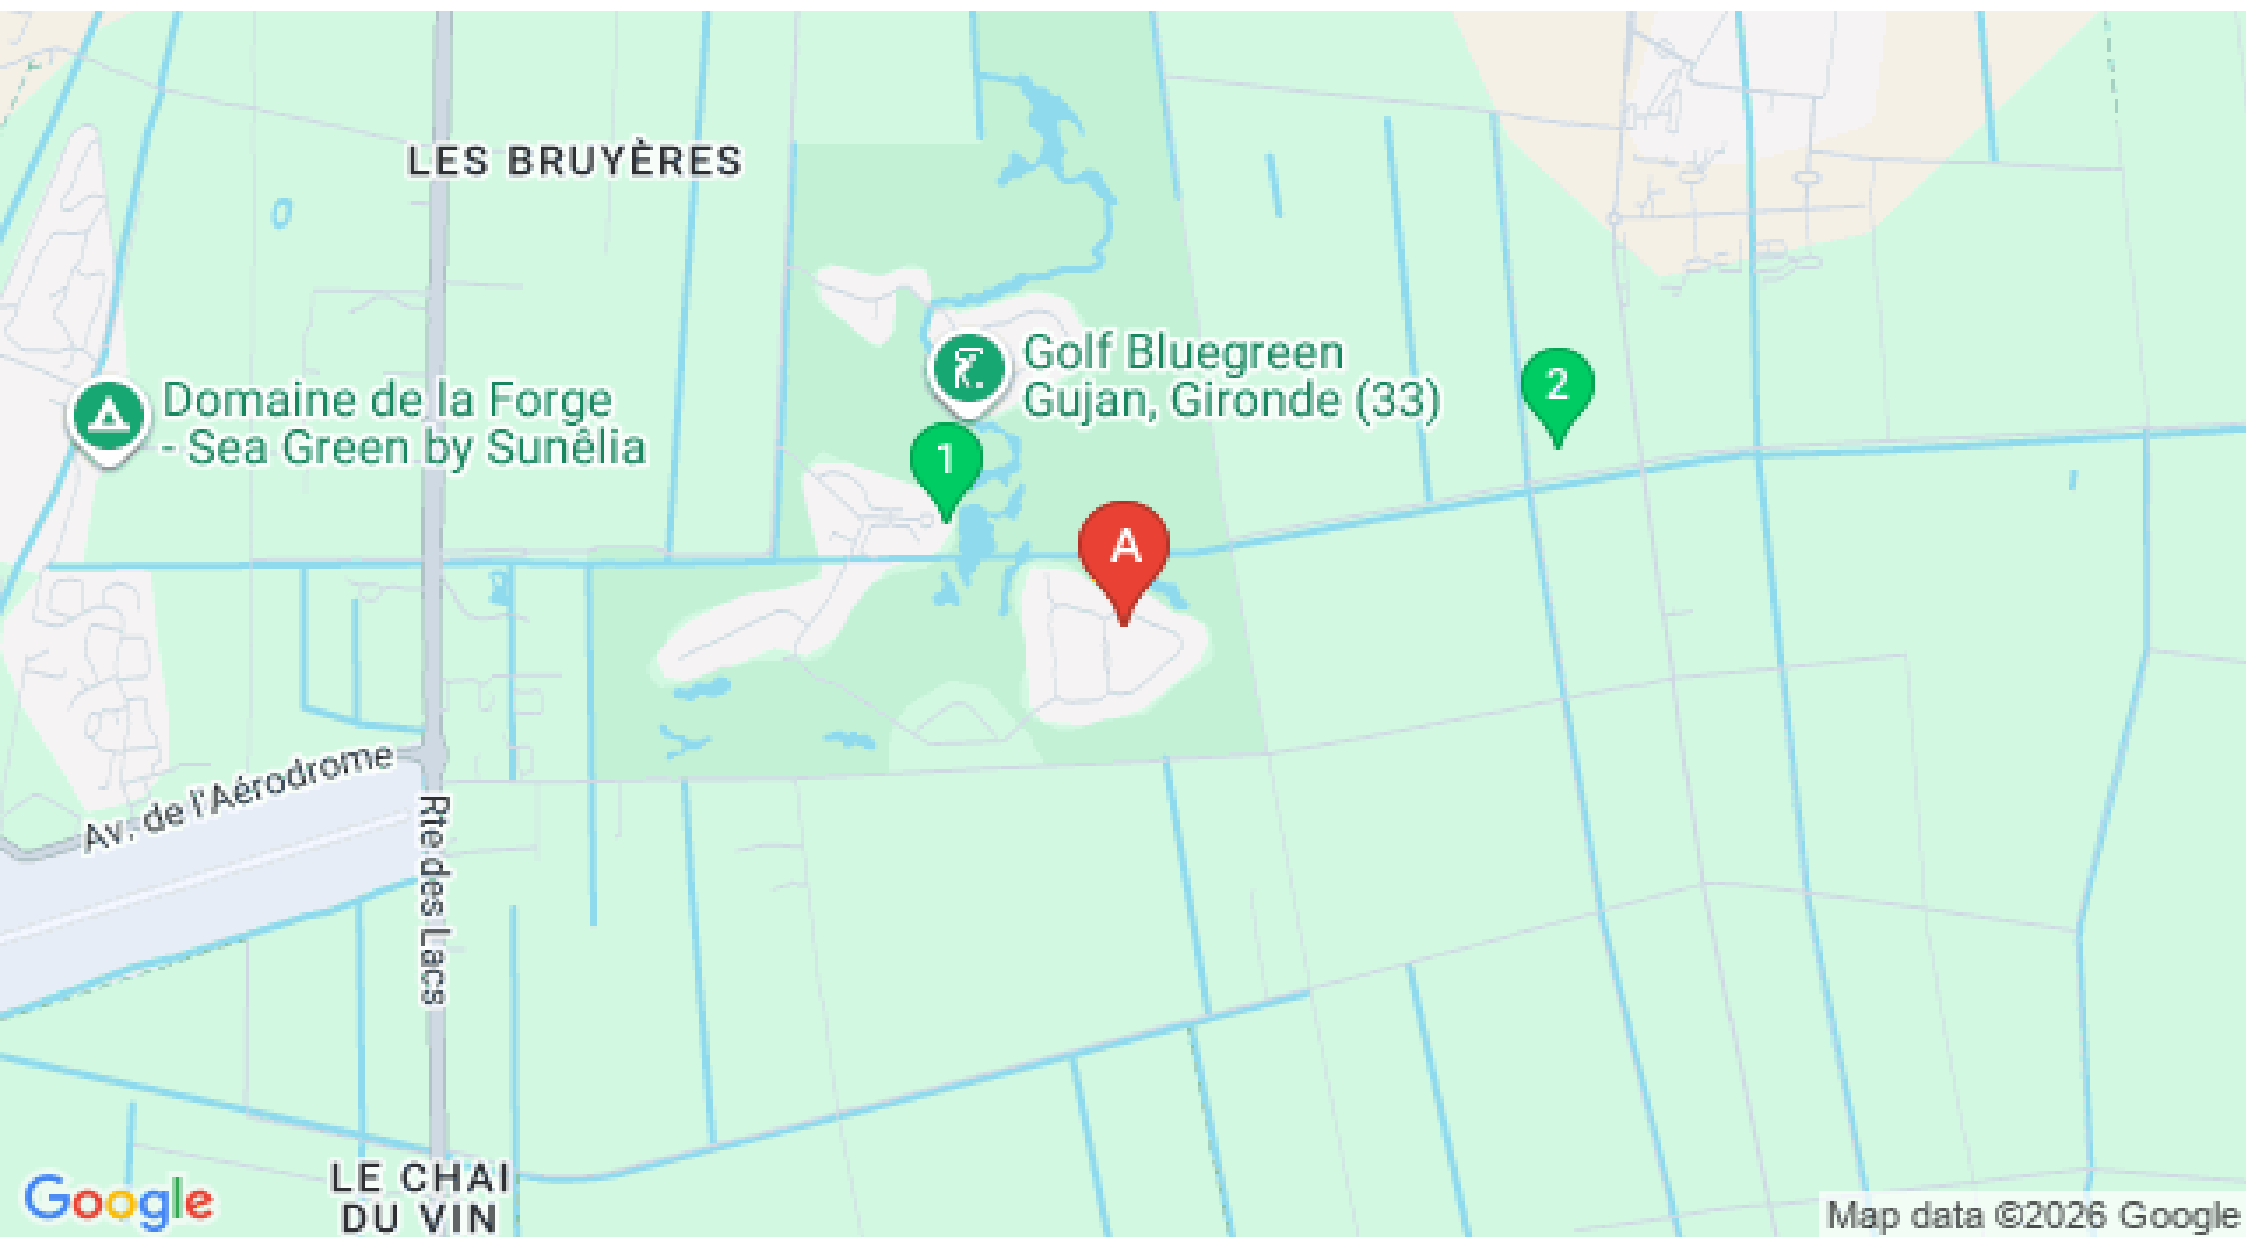 LES BRUYÈRES
Golf Bluegreen
Gujan, Gironde (33)
2
Domaine de la Forge
- Sea Green by Sunêlia
1
A
Av. de l'Aérodrome
Rte des Lacs
LE CHAI
DU VIN
Google
Map data ©2026 Google